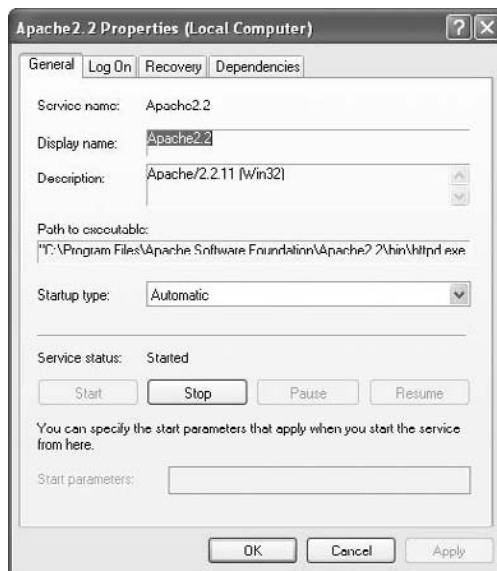 Apache2.2 Properties (Local Computer)
General Log On Recovery Dependencies
Service name: Apache2.2
Display name: Apache2.2
Description: Apache/2.2.11 (Win32)
Path to executable:
"C:\Program Files\Apache Software Foundation\Apache2.2\bin\httpd.exe
Startup type: Automatic
Service status: Started
Start Stop Pause Resume
You can specify the start parameters that apply when you start the service
from here.
Start parameters:
OK Cancel Apply